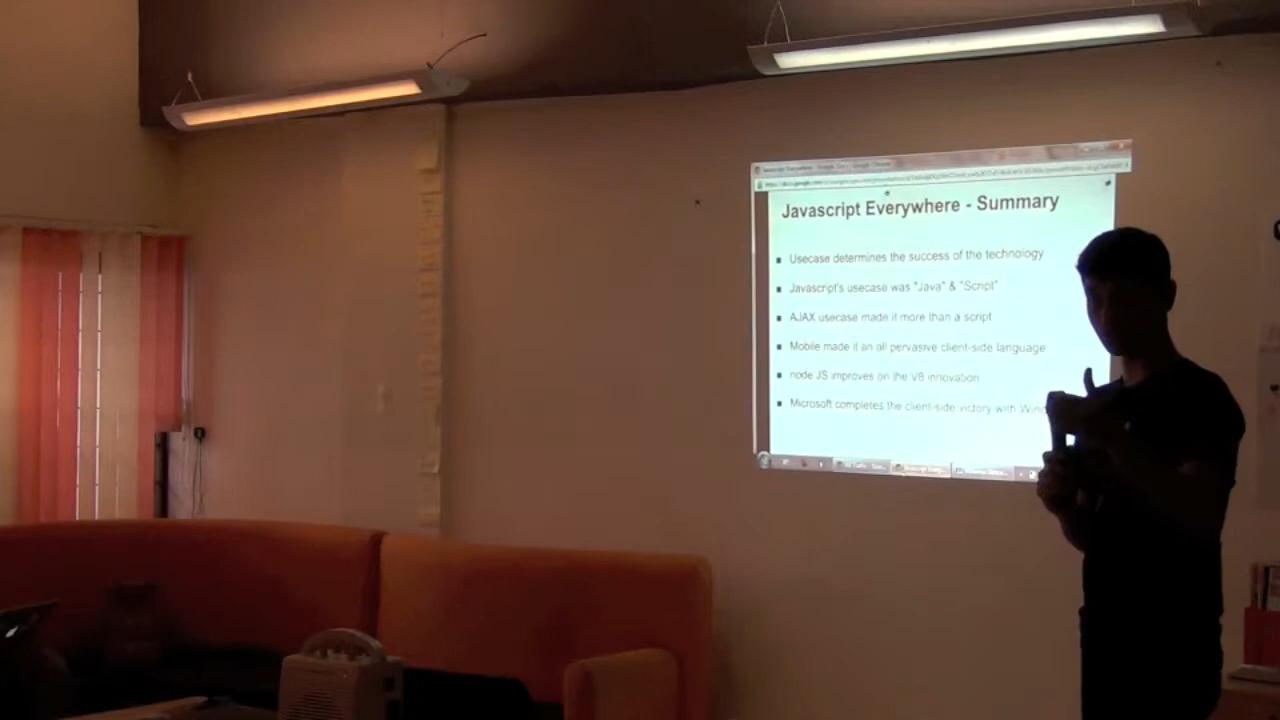 Javascript Everywhere - Summary
Usecase determines the success of the technology
Javascript's usecase was "Java" & "Script"
AJAX usecase made it more than a script
Mobile made it an all pervasive client-side language
node JS improves on the V8 innovation
Microsoft completes the client-side victory with